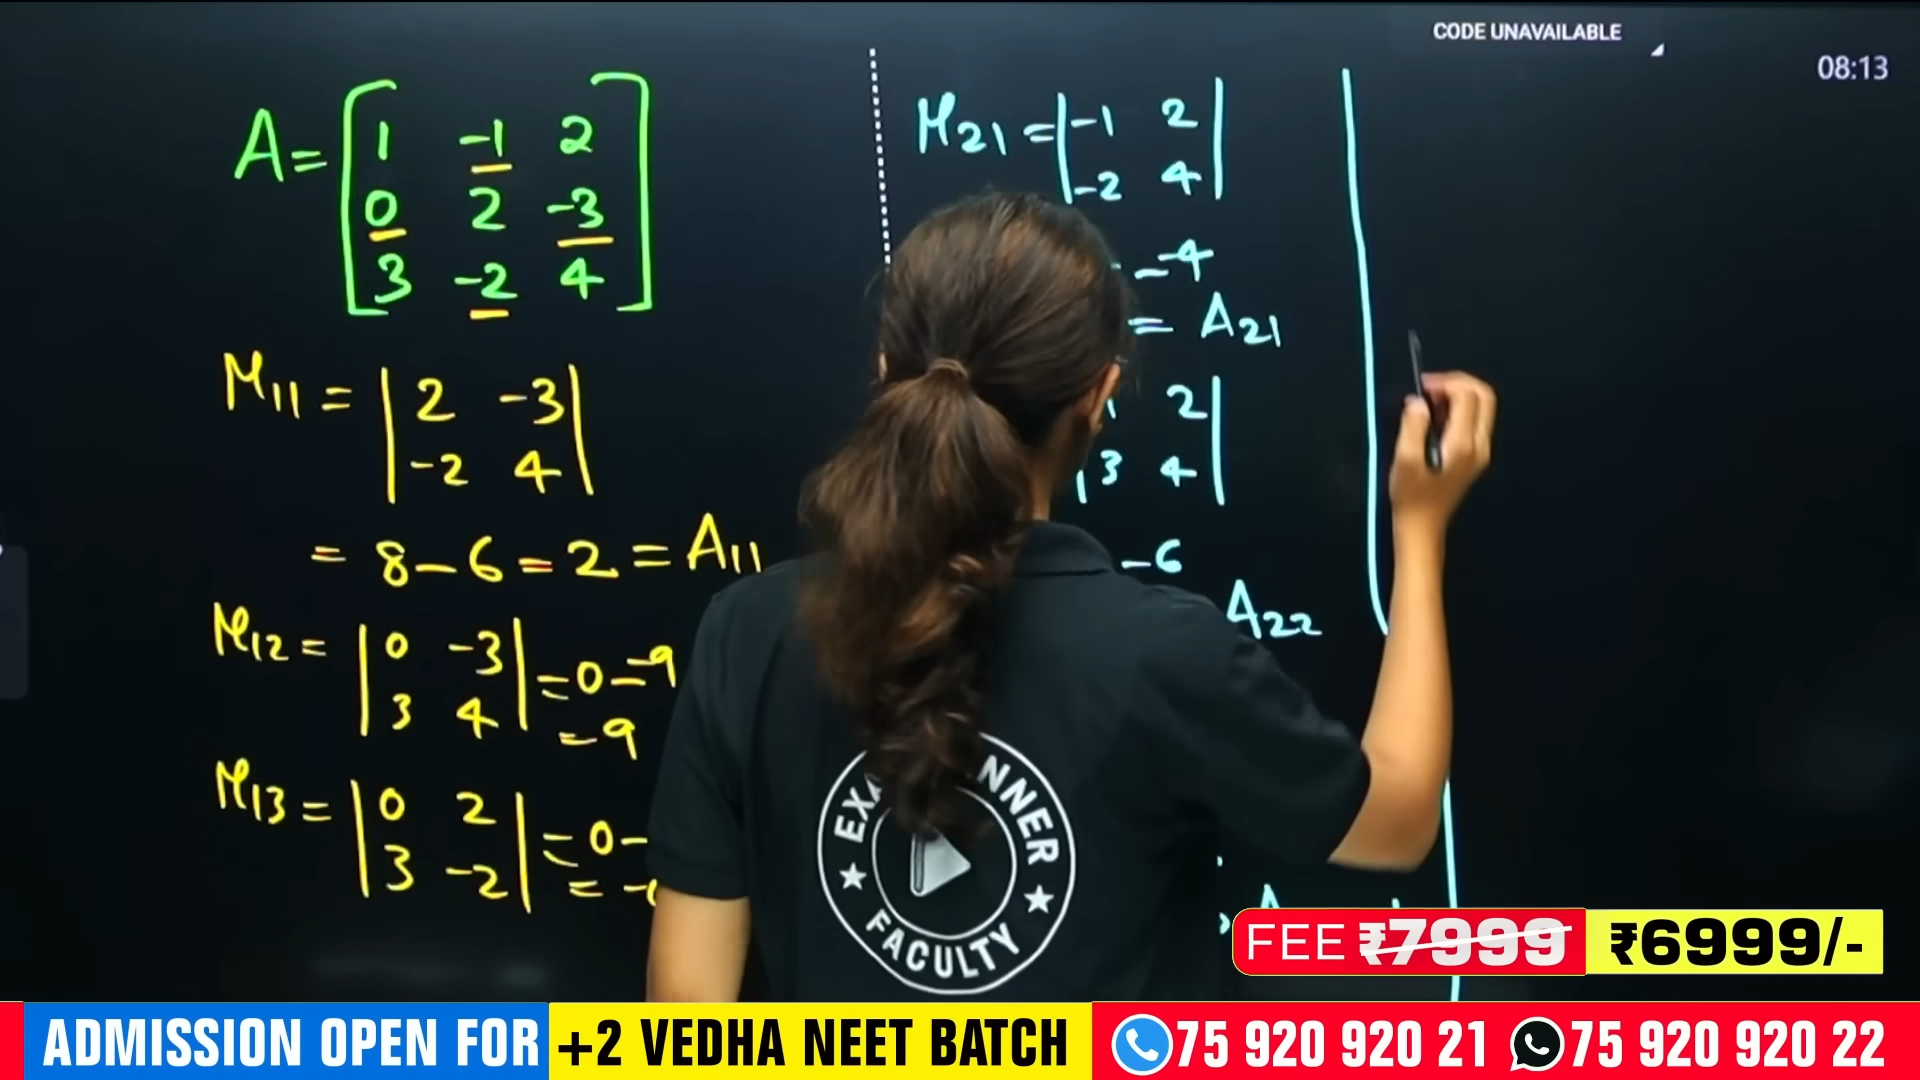 CODE UNAVAILABLE
08:13
A = [1 -1 2
0 2 -3
3 -2 4]
M11 = |2 -3
-2 4|
= 8 - 6 = 2 = A11
M12 = |0 -3
3 4| = 0 - -9
= 9
M13 = |0 2
3 -2| = 0 -
= -
M21 = |-1 2
-2 4|
- -4
= A21
2|
3 4|
- 6
A22
NNER
★ FACULTY ★
FEE ₹7999 ₹6999/-
ADMISSION OPEN FOR +2 VEDHA NEET BATCH 75 920 920 21 75 920 920 22